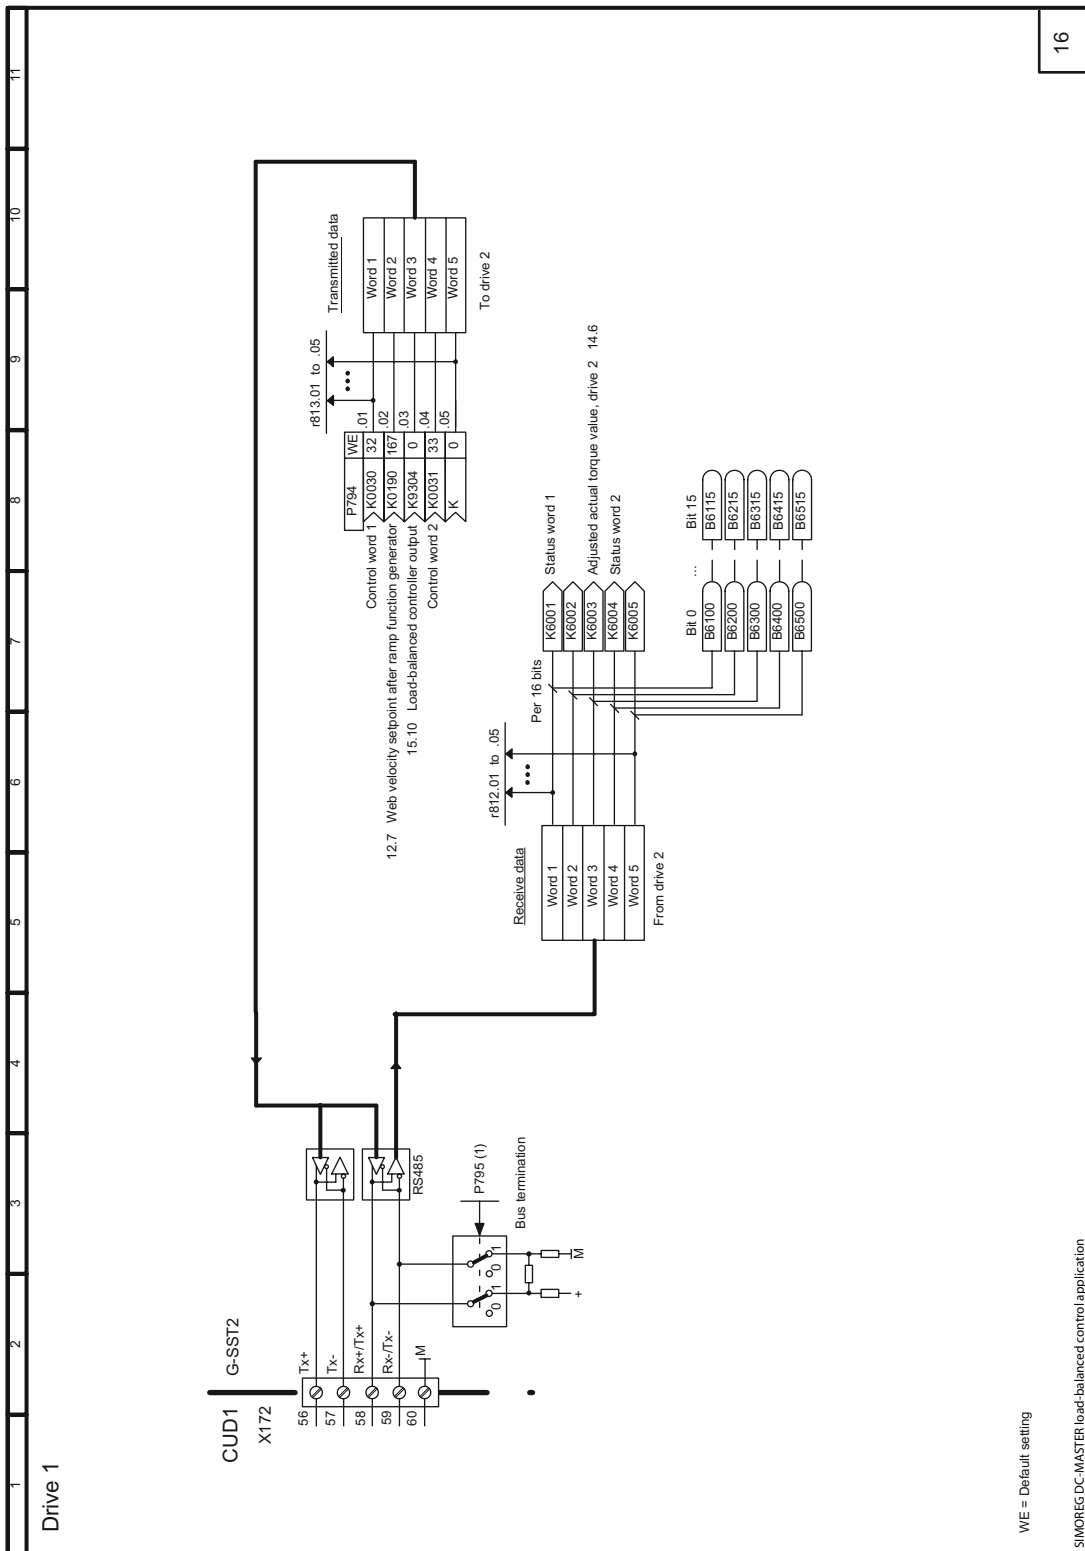 1 2 3 4 5 6 7 8 9 10 11
Drive 1
CUD1 G-SST2
X172
56 Tx+
57 Tx-
58 Rx+/Tx+
59 Rx-/Tx-
60 M
RS485
P795 (1)
0 1 0 1
Bus termination
+ M
Transmitted data
r813.01 to .05
P794 WE
Control word 1 K0030 32 .01 Word 1
12.7 Web velocity setpoint after ramp function generator K0190 167 .02 Word 2
15.10 Load-balanced controller output K9304 0 .03 Word 3
Control word 2 K0031 33 .04 Word 4
K 0 .05 Word 5
To drive 2
Receive data
r812.01 to .05
Per 16 bits
Word 1 K6001 Status word 1
Word 2 K6002
Word 3 K6003 Adjusted actual torque value, drive 2 14.6
Word 4 K6004 Status word 2
Word 5 K6005
From drive 2
Bit 0 ... Bit 15
B6100 B6115
B6200 B6215
B6300 B6315
B6400 B6415
B6500 B6515
WE = Default setting
SIMOREG DC-MASTER load-balanced control application
16